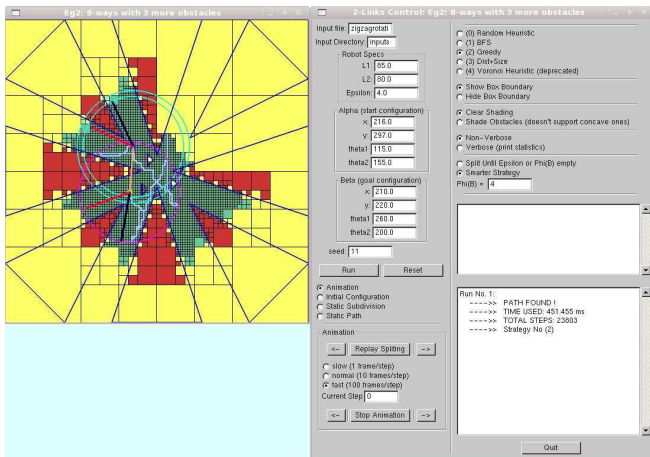 Eg2: 8-ways with 3 more obstacles
2-Links Control: Eg2: 8-ways with 3 more obstacles
Input file: zigzagrotati
Input Directory: inputs
Robot Specs
L1: 85.0
L2: 80.0
Epsilon: 4.0
Alpha (start configuration)
x: 216.0
y: 297.0
theta1 115.0
theta2 155.0
Beta (goal configuration)
x: 210.0
y: 220.0
theta1 260.0
theta2 200.0
seed: 11
Run Reset
Animation
Initial Configuration
Static Subdivision
Static Path
Animation
<- Replay Spliting ->
slow (1 frame/step)
normal (10 frames/step)
fast (100 frames/step)
Current Step 0
<- Stop Animation ->
(0) Random Heuristic
(1) BFS
(2) Greedy
(3) Dist+Size
(4) Voronoi Heuristic (deprecated)
Show Box Boundary
Hide Box Boundary
Clear Shading
Shade Obstacles (doesn't support concave ones)
Non-Verbose
Verbose (print statistics)
Split Until Epsilon or Phi(B) empty
Smarter Strategy
Phi(B) = 4
Run No. 1:
---->> PATH FOUND !
---->> TIME USED: 451.455 ms
---->> TOTAL STEPS: 23803
---->> Strategy No (2)
Quit